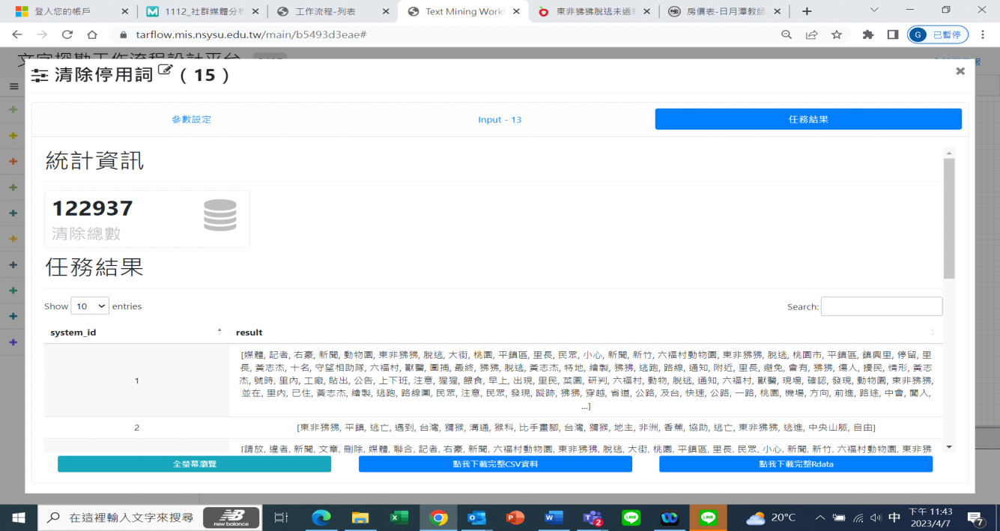 登入您的帳戶
1112_社群媒體分析
工作流程-列表
Text Mining Work
東非狒狒脫逃未通
房價表-日月潭教師
tarflow.mis.nsysu.edu.tw/main/b5493d3eae#
G 已暫停
文字探勘工作流程設計平台
清除停用詞 ( 15 )
參數設定
Input - 13
任務結果
統計資訊
122937
清除總數
任務結果
Show 10 entries
Search:
system_id result
[媒體, 記者, 右豪, 新聞, 動物園, 東非狒狒, 脫逃, 大街, 桃園, 平鎮區, 里長, 民眾, 小心, 新聞, 新竹, 六福村動物園, 東非狒狒, 脫逃, 桃園市, 平鎮區, 鎮興里, 停留, 里
長, 黃志杰, 十名, 守望相助隊, 六福村, 獸醫, 圍捕, 最終, 狒狒, 脫逃, 黃志杰, 特地, 繪製, 狒狒, 逃跑, 路線, 通知, 附近, 里長, 避免, 會有, 狒狒, 傷人, 擾民, 情形, 黃志
1
杰, 號時, 里內, 工廠, 貼出, 公告, 上下班, 注意, 猩猩, 餵食, 早上, 出現, 里民, 菜園, 研判, 六福村, 動物, 脫逃, 通知, 六福村, 獸醫, 現場, 確認, 發現, 動物園, 東非狒狒,
並在, 里內, 已住, 黃志杰, 繪製, 逃跑, 路線圖, 民眾, 注意, 民眾, 發現, 蹤跡, 狒狒, 穿越, 省道, 公路, 及台, 快速, 公路, 一路, 桃園, 機場, 方向, 前進, 路途, 中會, 闖入,
...]
2 [東非狒狒, 平鎮, 逃亡, 遇到, 台灣, 獼猴, 溝通, 猴科, 比手畫腳, 台灣, 獼猴, 地主, 非洲, 香蕉, 協助, 逃亡, 東非狒狒, 逃進, 中央山脈, 自由]
[請放, 違者, 新聞, 文章, 刪除, 媒體, 聯合, 記者, 右豪, 新聞, 六福村動物園, 東非狒狒, 脫逃, 大街, 桃園, 平鎮區, 里長, 民眾, 小心, 新聞, 新竹, 六福村動物園, 東非狒
全螢幕瀏覽
點我下載完整CSV資料
點我下載完整Rdata
在這裡輸入文字來搜尋
new balance
2
LINE
LINE
20°C
中
下午 11:43
2023/4/7
7